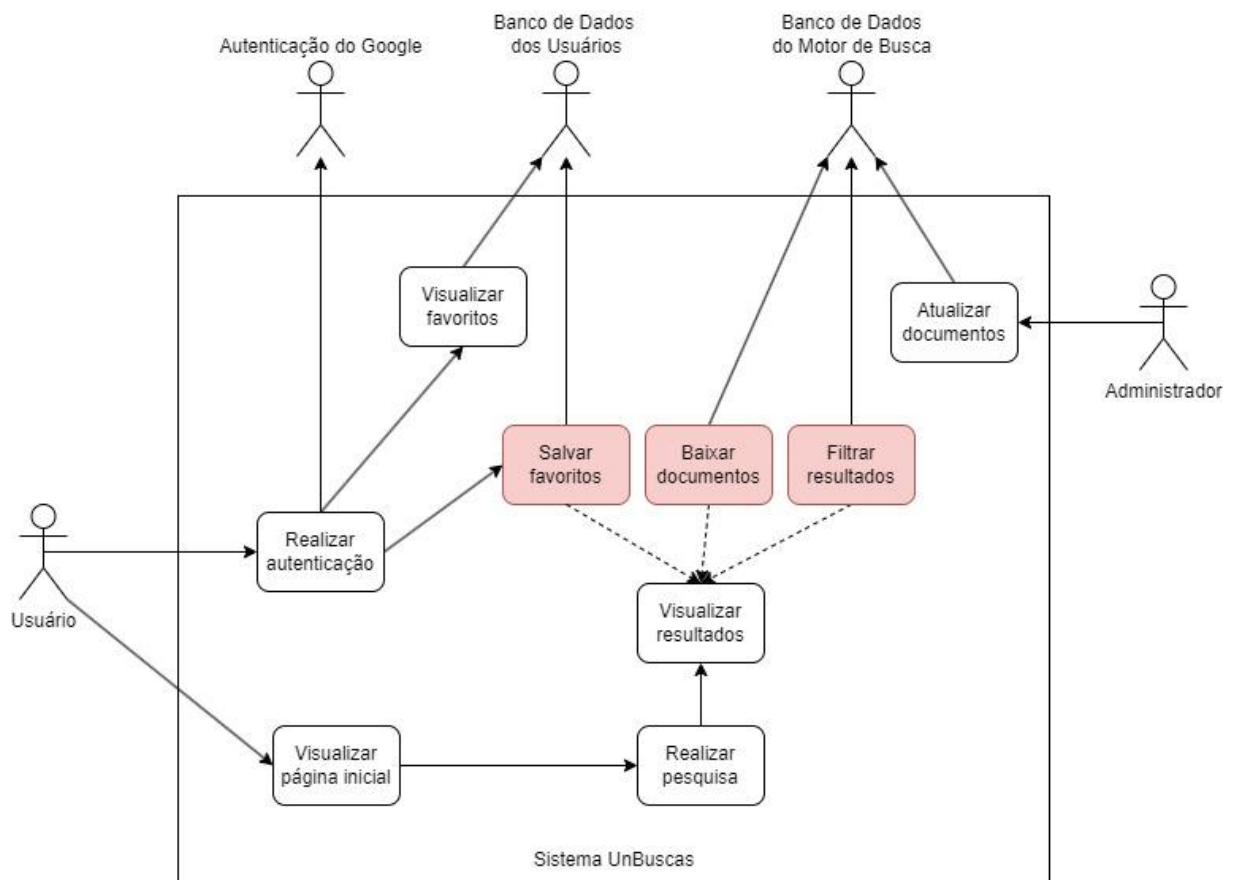 Autenticação do Google
Banco de Dados
dos Usuários
Banco de Dados
do Motor de Busca
Visualizar
favoritos
Atualizar
documentos
Administrador
Salvar
favoritos
Baixar
documentos
Filtrar
resultados
Realizar
autenticação
Usuário
Visualizar
resultados
Visualizar
página inicial
Realizar
pesquisa
Sistema UnBuscas